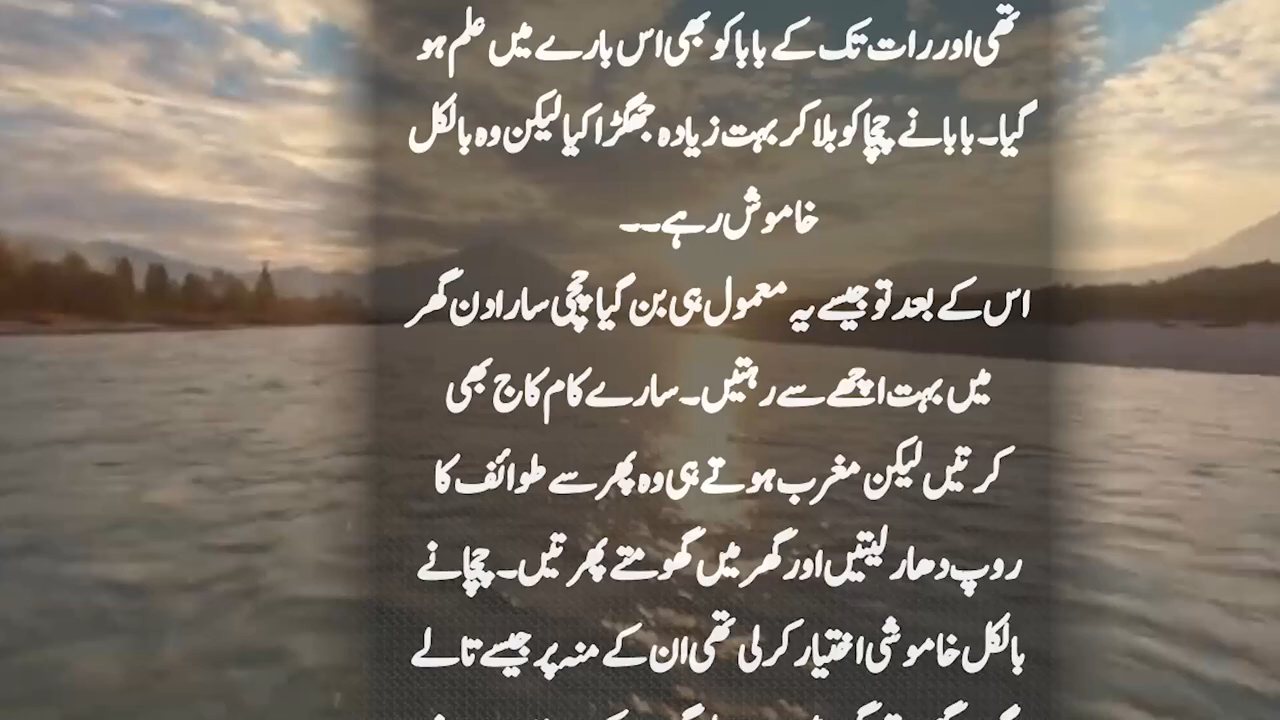 تھی اور رات تک کے بابا کو بھی اس بارے میں علم ہو
گیا۔ بابا نے چچا کو بلا کر بہت زیادہ جھگڑا کیا لیکن وہ بالکل
خاموش رہے۔۔
اس کے بعد تو جیسے یہ معمول ہی بن گیا چچی سارا دن گھر
میں بہت اچھے سے رہتیں۔ سارے کام کاج بھی
کرتیں لیکن مغرب ہوتے ہی وہ پھر سے طوائف کا
روپ دھار لیتیں اور گھر میں گھومتے پھرتیں۔ چچا نے
بالکل خاموشی اختیار کر لی تھی ان کے منہ پر جیسے تالے